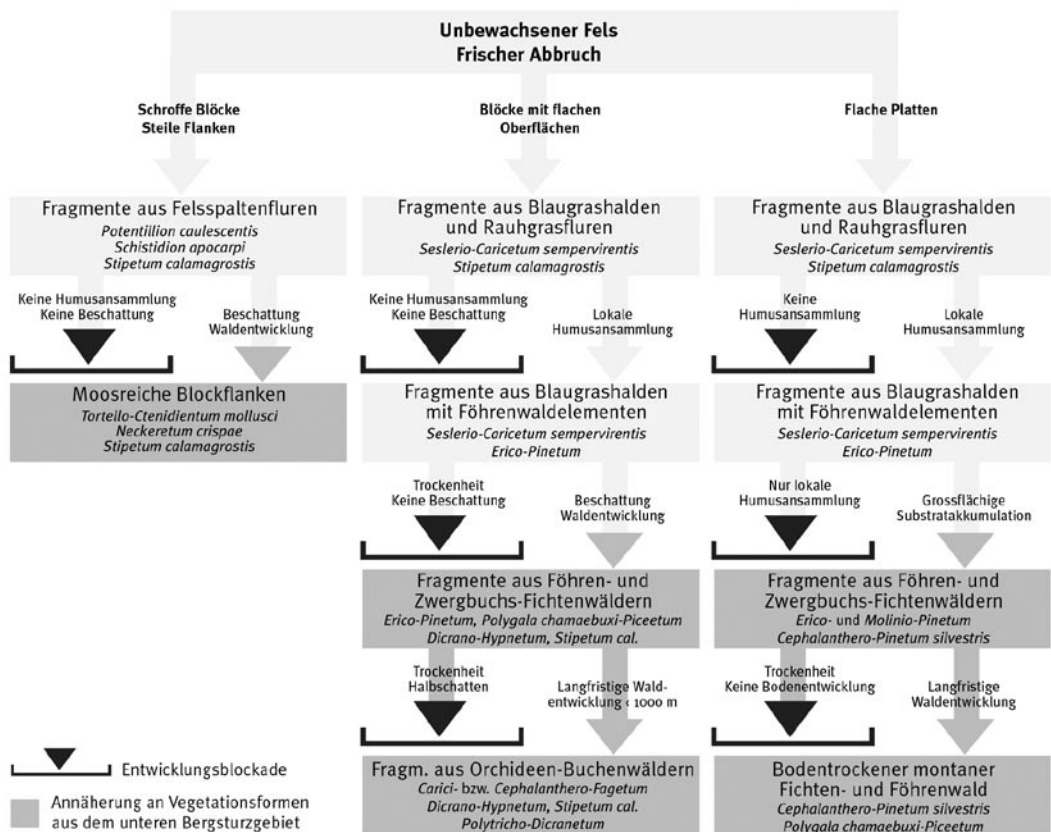 Unbewachsener Fels
Frischer Abbruch
Schroffe Blöcke
Steile Flanken
Blöcke mit flachen
Oberflächen
Flache Platten
Fragmente aus Felsspaltenfluren
Potentillion caulescentis
Schistidion apocarpi
Stipetum calamagrostis
Fragmente aus Blaugrashalden
und Rauhgrasfluren
Seslerio-Caricetum sempervirentis
Stipetum calamagrostis
Fragmente aus Blaugrashalden
und Rauhgrasfluren
Seslerio-Caricetum sempervirentis
Stipetum calamagrostis
Keine Humusansammlung
Keine Beschattung
Beschattung
Waldentwicklung
Keine Humusansammlung
Keine Beschattung
Lokale
Humusansammlung
Keine
Humusansammlung
Lokale
Humusansammlung
Moosreiche Blockflanken
Tortello-Ctenidientum mollusci
Neckeretum crispae
Stipetum calamagrostis
Fragmente aus Blaugrashalden
mit Föhrenwaldelementen
Seslerio-Caricetum sempervirentis
Erico-Pinetum
Fragmente aus Blaugrashalden
mit Föhrenwaldelementen
Seslerio-Caricetum sempervirentis
Erico-Pinetum
Trockenheit
Keine Beschattung
Beschattung
Waldentwicklung
Nur lokale
Humusansammlung
Grossflächige
Substratakkumulation
Fragmente aus Föhren- und
Zwergbuchs-Fichtenwäldern
Erico-Pinetum, Polygala chamaebuxi-Piceetum
Dicrano-Hypnetum, Stipetum cal.
Fragmente aus Föhren- und
Zwergbuchs-Fichtenwäldern
Erico- und Molinio-Pinetum
Cephalanthero-Pinetum silvestris
Trockenheit
Halbschatten
Langfristige Wald-
entwicklung < 1000 m
Trockenheit
Keine Bodenentwicklung
Langfristige
Waldentwicklung
Fragm. aus Orchideen-Buchenwäldern
Carici- bzw. Cephalanthero-Fagetum
Dicrano-Hypnetum, Stipetum cal.
Polytricho-Dicranetum
Bodentrockener montaner
Fichten- und Föhrenwald
Cephalanthero-Pinetum silvestris
Polygala chamaebuxi-Piceetum
Entwicklungsblockade
Annäherung an Vegetationsformen
aus dem unteren Bergsturzgebiet